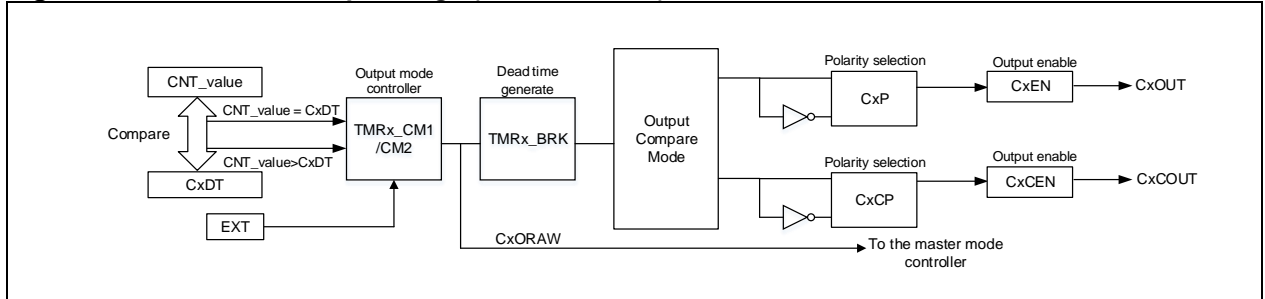 CNT_value
Compare
CxDT
EXT
CNT_value = CxDT
CNT_value>CxDT
Output mode
controller
TMRx_CM1
/CM2
Dead time
generate
TMRx_BRK
CxORAW
Output
Compare
Mode
Polarity selection
CxP
Output enable
CxEN
CxOUT
Polarity selection
CxCP
Output enable
CxCEN
CxCOUT
To the master mode
controller